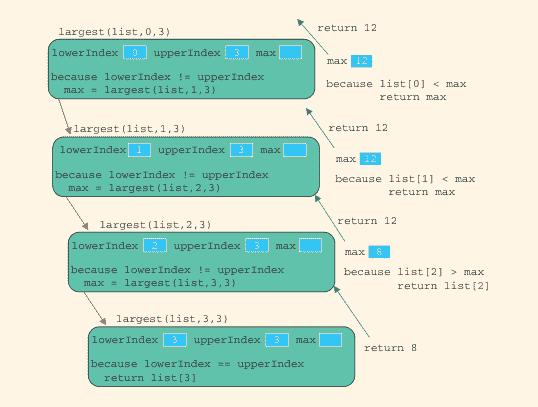 largest(list,0,3)
return 12
lowerIndex 0 upperIndex 3 max
max 12
because lowerIndex != upperIndex
max = largest(list,1,3)
because list[0] < max
return max
largest(list,1,3)
return 12
lowerIndex 1 upperIndex 3 max
max 12
because lowerIndex != upperIndex
max = largest(list,2,3)
because list[1] < max
return max
largest(list,2,3)
return 12
lowerIndex 2 upperIndex 3 max
max 8
because lowerIndex != upperIndex
max = largest(list,3,3)
because list[2] > max
return list[2]
largest(list,3,3)
lowerIndex 3 upperIndex 3 max
return 8
because lowerIndex == upperIndex
return list[3]